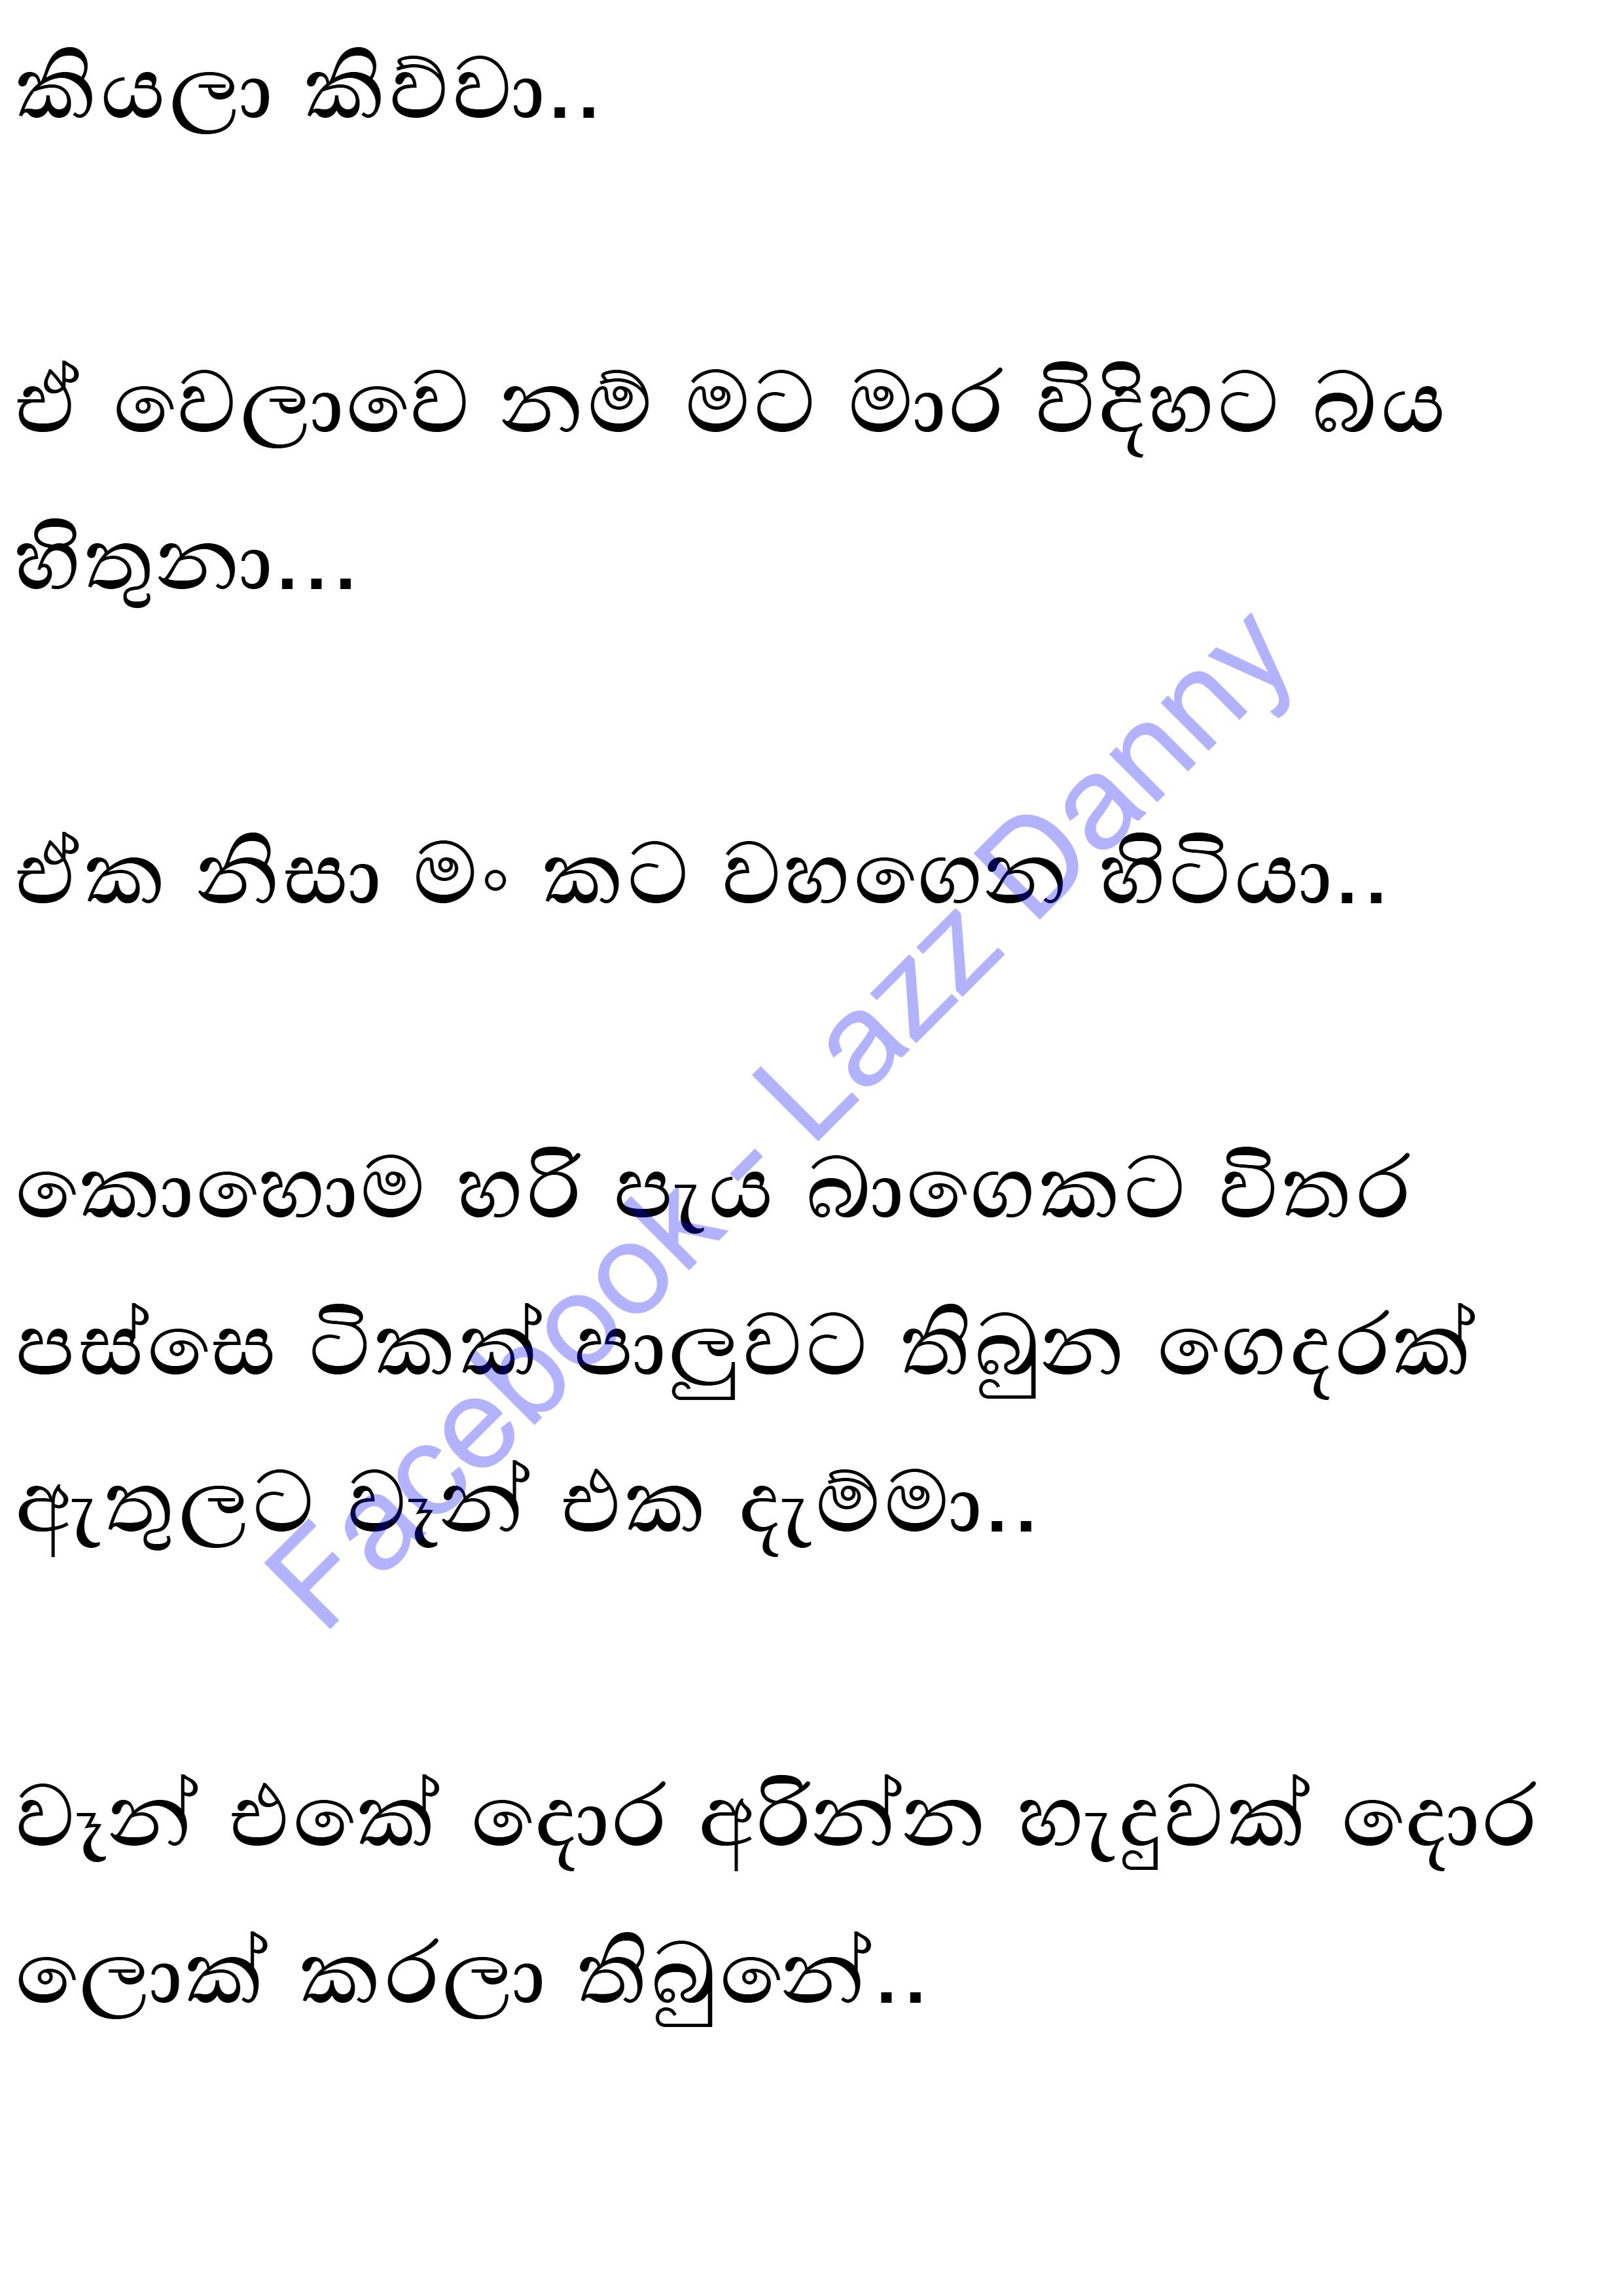 කියලා කිව්වා..
ඒ වෙලාවෙ නම් මට මාර විදිහට බය
හිතුනා...
ඒක නිසා මං කට වහගෙන හිටියා..
කොහොම හරි පැය බාගෙකට විතර
පස්සෙ ටිකක් පාලුවට තිබුන ගෙදරක්
ඇතුලට වෑන් එක දැම්මා..
වෑන් එකේ දොර අරින්න හැදුවක් දොර
ලොක් කරලා තිබුනේ..
Facebook- Lazz Danny